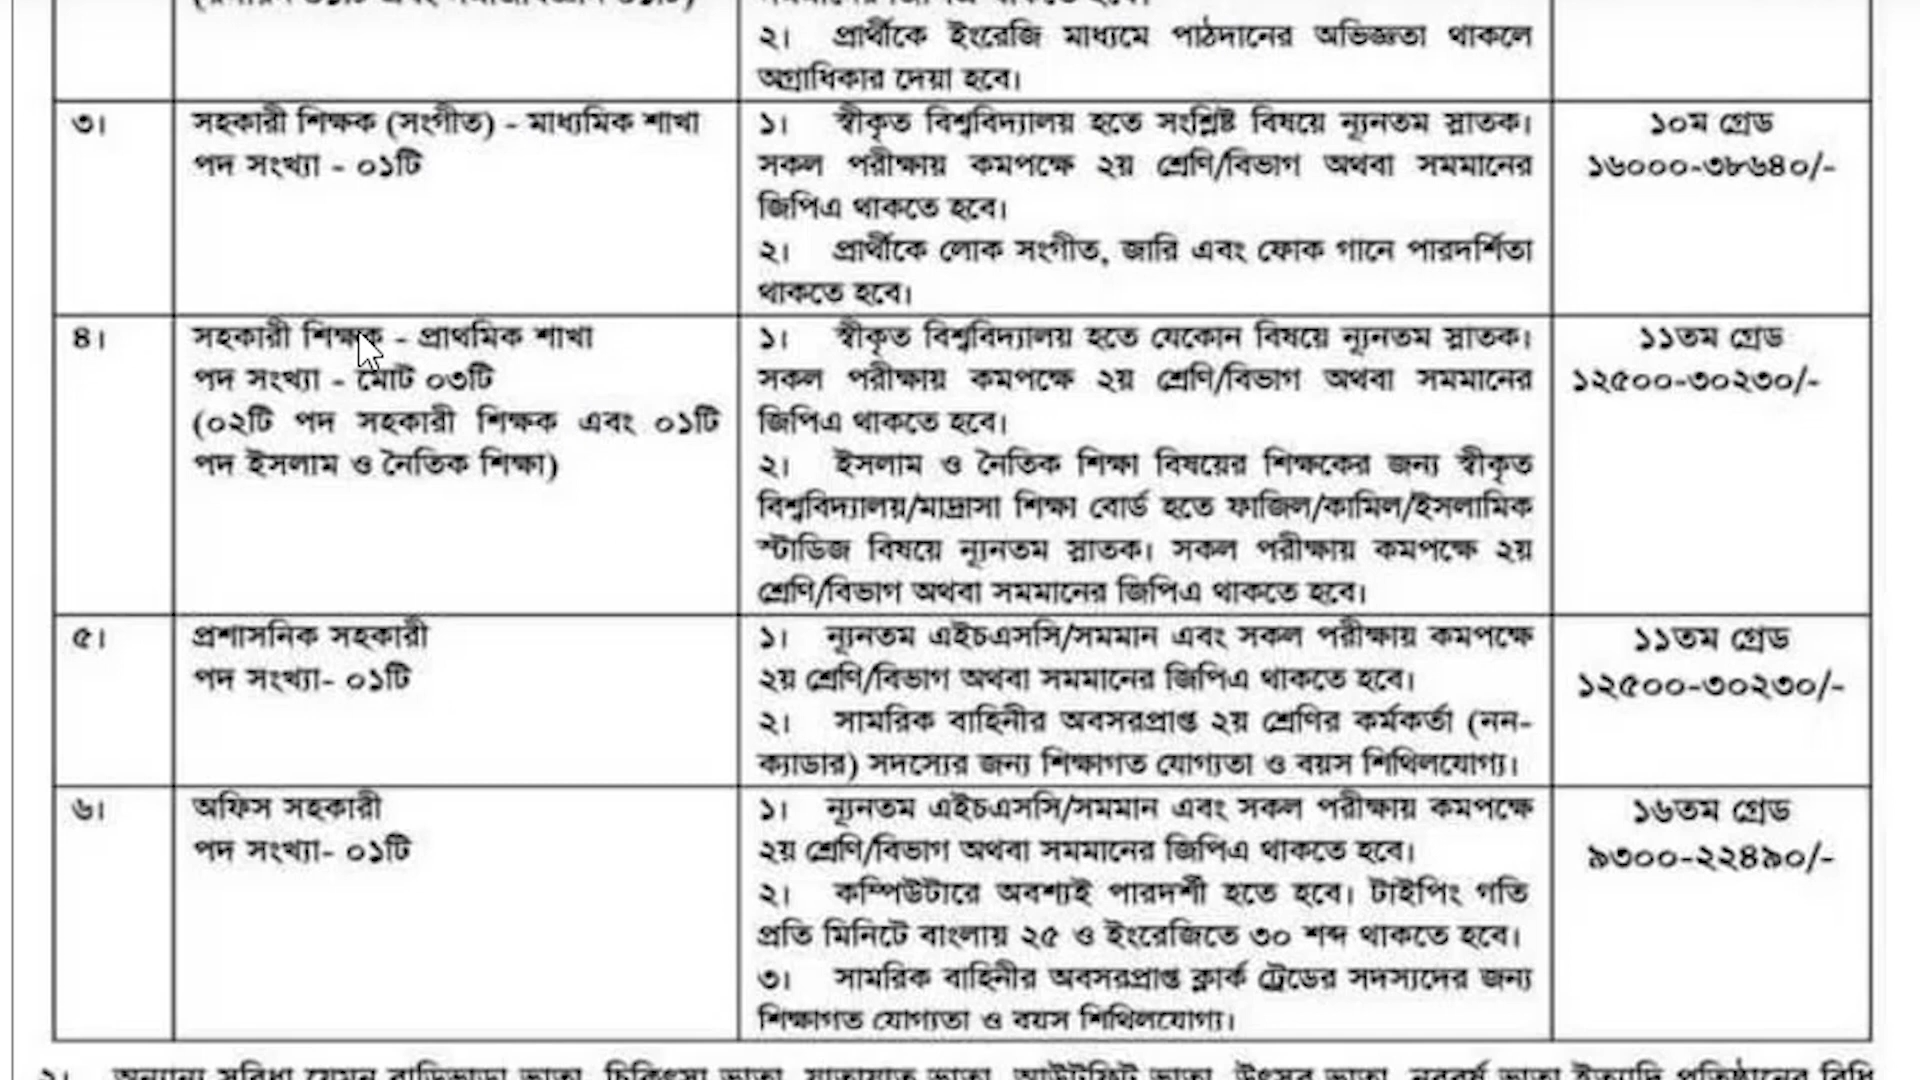 ২। প্রার্থীকে ইংরেজি মাধ্যমে পাঠদানের অভিজ্ঞতা থাকলে
অগ্রাধিকার দেয়া হবে।
৩।
সহকারী শিক্ষক (সংগীত) - মাধ্যমিক শাখা
পদ সংখ্যা - ০১টি
১। স্বীকৃত বিশ্ববিদ্যালয় হতে সংশ্লিষ্ট বিষয়ে ন্যূনতম স্নাতক।
সকল পরীক্ষায় কমপক্ষে ২য় শ্রেণি/বিভাগ অথবা সমমানের
জিপিএ থাকতে হবে।
২। প্রার্থীকে লোক সংগীত, জারি এবং ফোক গানে পারদর্শিতা
থাকতে হবে।
১০ম গ্রেড
১৬০০০-৩৮৬৪০/-
৪।
সহকারী শিক্ষক - প্রাথমিক শাখা
পদ সংখ্যা - মোট ০৩টি
(০২টি পদ সহকারী শিক্ষক এবং ০১টি
পদ ইসলাম ও নৈতিক শিক্ষা)
১। স্বীকৃত বিশ্ববিদ্যালয় হতে যেকোন বিষয়ে ন্যূনতম স্নাতক।
সকল পরীক্ষায় কমপক্ষে ২য় শ্রেণি/বিভাগ অথবা সমমানের
জিপিএ থাকতে হবে।
২। ইসলাম ও নৈতিক শিক্ষা বিষয়ের শিক্ষকের জন্য স্বীকৃত
বিশ্ববিদ্যালয়/মাদ্রাসা শিক্ষা বোর্ড হতে ফাজিল/কামিল/ইসলামিক
স্টাডিজ বিষয়ে ন্যূনতম স্নাতক। সকল পরীক্ষায় কমপক্ষে ২য়
শ্রেণি/বিভাগ অথবা সমমানের জিপিএ থাকতে হবে।
১১তম গ্রেড
১২৫০০-৩০২৩০/-
৫।
প্রশাসনিক সহকারী
পদ সংখ্যা- ০১টি
১। ন্যূনতম এইচএসসি/সমমান এবং সকল পরীক্ষায় কমপক্ষে
২য় শ্রেণি/বিভাগ অথবা সমমানের জিপিএ থাকতে হবে।
২। সামরিক বাহিনীর অবসরপ্রাপ্ত ২য় শ্রেণির কর্মকর্তা (নন-
ক্যাডার) সদস্যের জন্য শিক্ষাগত যোগ্যতা ও বয়স শিথিলযোগ্য।
১১তম গ্রেড
১২৫০০-৩০২৩০/-
৬।
অফিস সহকারী
পদ সংখ্যা- ০১টি
১। ন্যূনতম এইচএসসি/সমমান এবং সকল পরীক্ষায় কমপক্ষে
২য় শ্রেণি/বিভাগ অথবা সমমানের জিপিএ থাকতে হবে।
২। কম্পিউটারে অবশ্যই পারদর্শী হতে হবে। টাইপিং গতি
প্রতি মিনিটে বাংলায় ২৫ ও ইংরেজিতে ৩০ শব্দ থাকতে হবে।
৩। সামরিক বাহিনীর অবসরপ্রাপ্ত ক্লার্ক ট্রেডের সদস্যদের জন্য
শিক্ষাগত যোগ্যতা ও বয়স শিথিলযোগ্য।
১৬তম গ্রেড
৯৩০০-২২৪৯০/-
২। অন্যান্য সুবিধা যেমন বাড়িভাড়া ভাতা, চিকিৎসা ভাতা, যাতায়াত ভাতা, আউটফিট ভাতা, উৎসব ভাতা, নববর্ষ ভাতা ইত্যাদি প্রতিষ্ঠানের বিধি